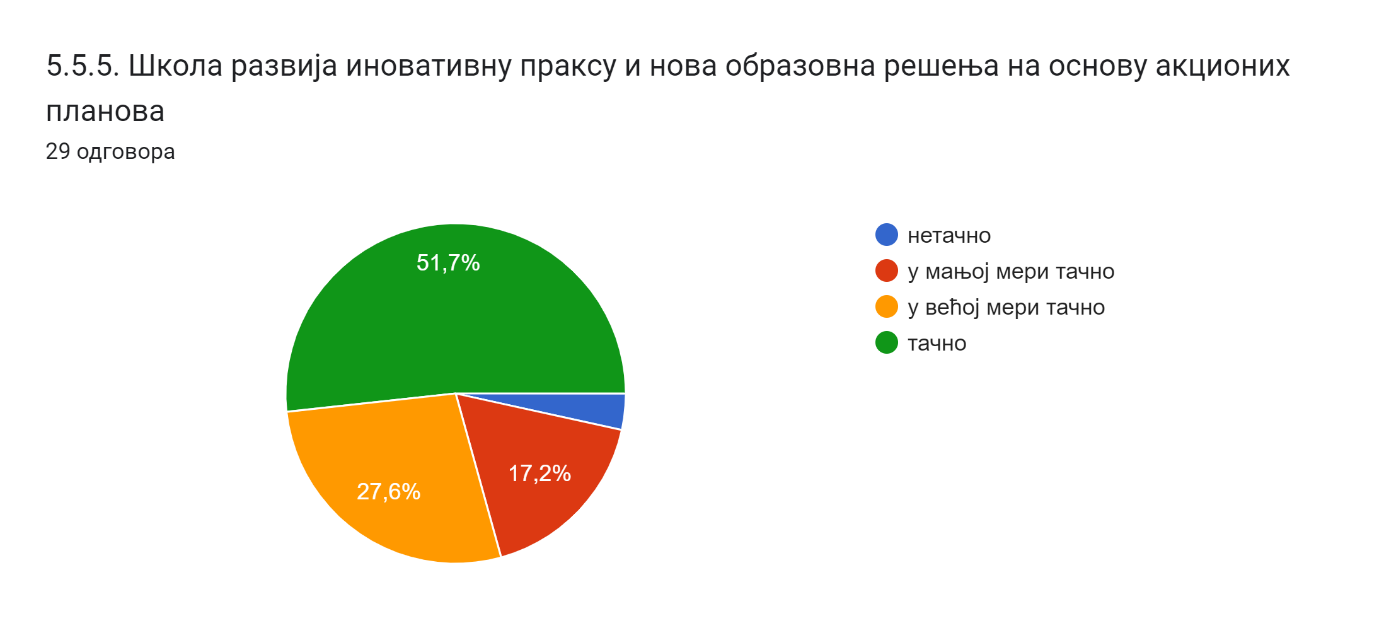 5.5.5. Школа развија иновативну праксу и нова образовна решења на основу акционих
планова
29 одговора
51,7%
27,6%
17,2%
нетачно
у мањој мери тачно
у већој мери тачно
тачно